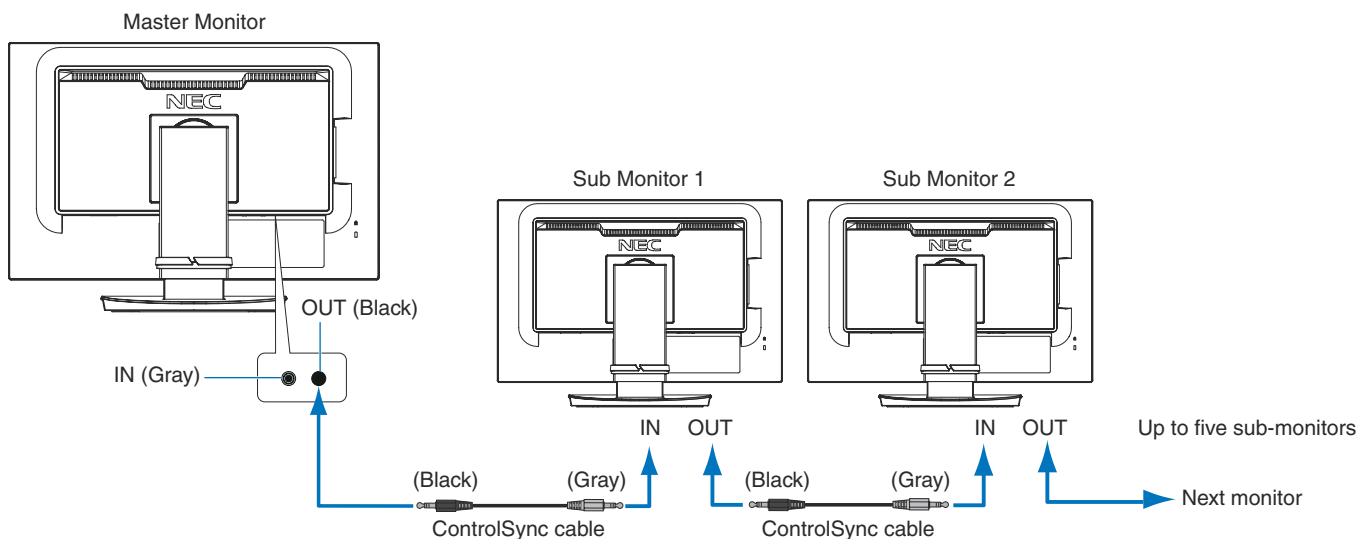 Master Monitor
NEC
OUT (Black)
IN (Gray)
Sub Monitor 1
Sub Monitor 2
NEC
NEC
IN
OUT
IN
OUT
Up to five sub-monitors
(Black)
(Gray)
(Black)
(Gray)
Next monitor
ControlSync cable
ControlSync cable